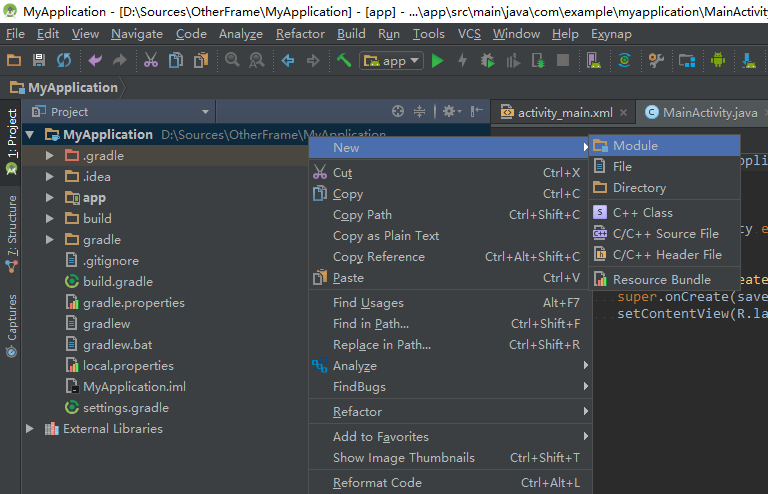 MyApplication - [D:\Sources\OtherFrame\MyApplication] - [app] - ...\app\src\main\java\com\example\myapplication\MainActivity
File Edit View Navigate Code Analyze Refactor Build Run Tools VCS Window Help Exynap
app
MyApplication
Project
activity_main.xml
MainActivity.java
1: Project
7: Structure
Captures
MyApplication D:\Sources\OtherFrame\MyApplication
.gradle
.idea
app
build
gradle
.gitignore
build.gradle
gradle.properties
gradlew
gradlew.bat
local.properties
MyApplication.iml
settings.gradle
External Libraries
New
Cut Ctrl+X
Copy Ctrl+C
Copy Path Ctrl+Shift+C
Copy as Plain Text
Copy Reference Ctrl+Alt+Shift+C
Paste Ctrl+V
Find Usages Alt+F7
Find in Path... Ctrl+Shift+F
Replace in Path... Ctrl+Shift+R
Analyze
FindBugs
Refactor
Add to Favorites
Show Image Thumbnails Ctrl+Shift+T
Reformat Code Ctrl+Alt+L
Module
File
Directory
C++ Class
C/C++ Source File
C/C++ Header File
Resource Bundle
super.onCreate(save
setContentView(R.la